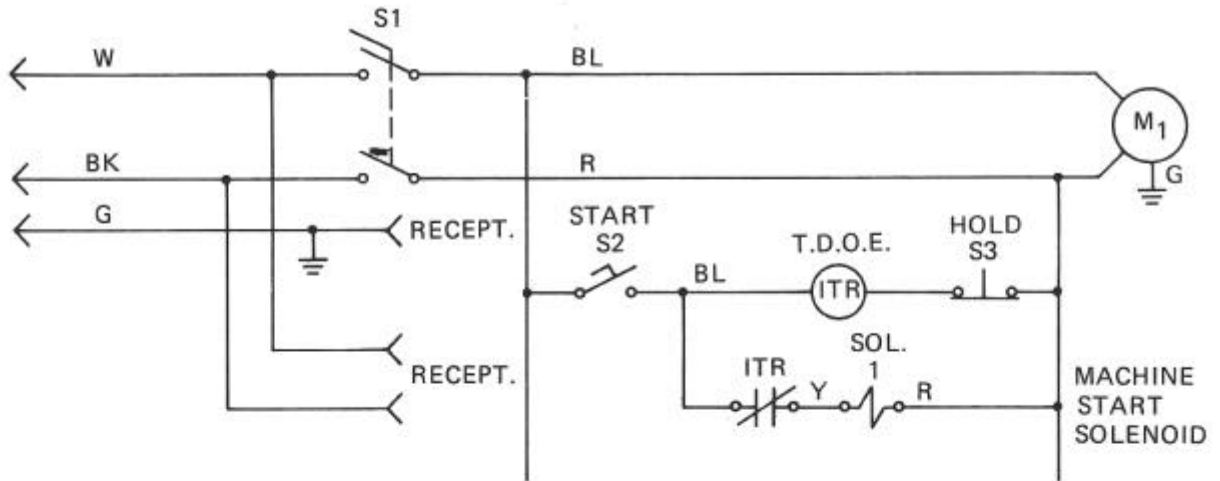 S1
W
BL
M1
BK
R
G
G
RECEPT.
START
S2
T.D.O.E.
HOLD
S3
BL
ITR
RECEPT.
ITR
Y
SOL.
1
R
MACHINE
START
SOLENOID